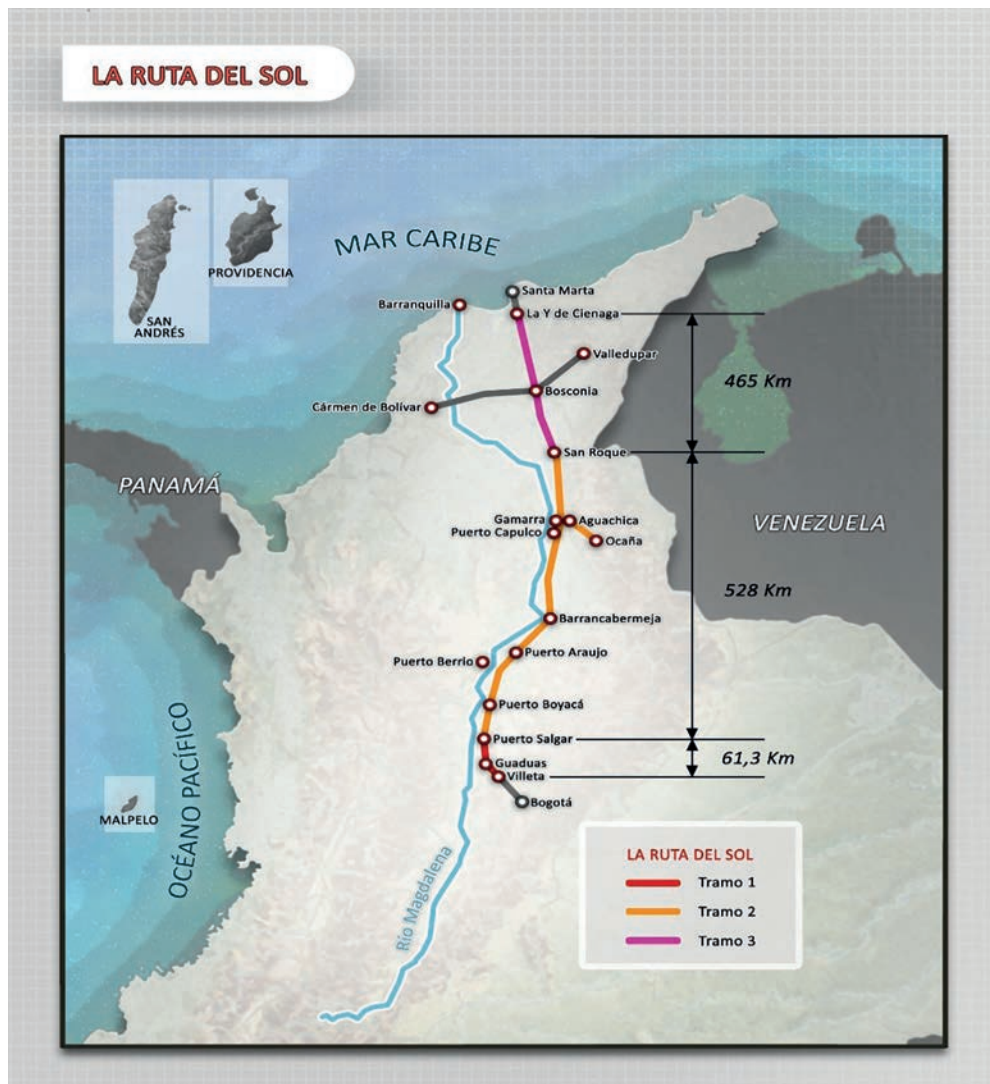 LA RUTA DEL SOL
MAR CARIBE
PROVIDENCIA
SAN
ANDRÉS
Santa Marta
Barranquilla
La Y de Cienaga
Valledupar
465 Km
Bosconia
Cármen de Bolívar
San Roque
PANAMÁ
VENEZUELA
Gamarra
Aguachica
Puerto Capulco
Ocaña
528 Km
Barrancabermeja
Puerto Araujo
Puerto Berrio
Puerto Boyacá
Puerto Salgar
61,3 Km
Guaduas
Villeta
Bogotá
MALPELO
OCÉANO PACÍFICO
Río Magdalena
LA RUTA DEL SOL
Tramo 1
Tramo 2
Tramo 3